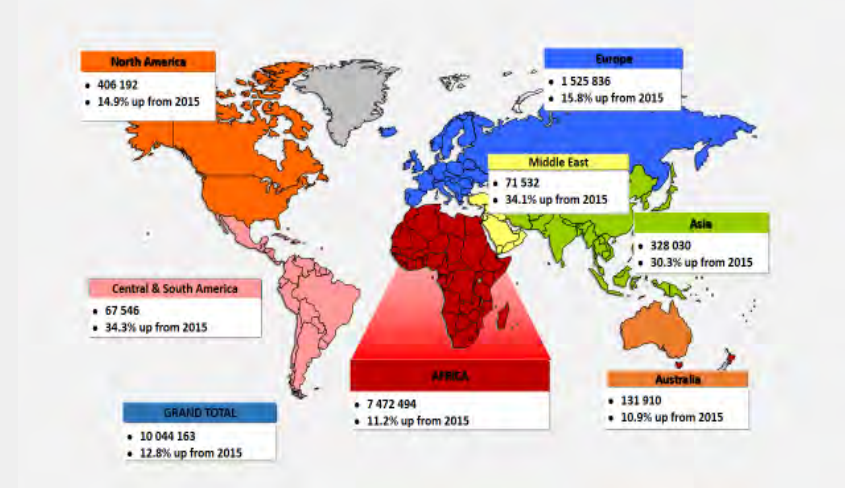 North America
• 406 192
• 14.9% up from 2015
Europe
• 1 525 836
• 15.8% up from 2015
Middle East
• 71 532
• 34.1% up from 2015
Asia
• 328 030
• 30.3% up from 2015
Central & South America
• 67 546
• 34.3% up from 2015
AFRICA
• 7 472 494
• 11.2% up from 2015
Australia
• 131 910
• 10.9% up from 2015
GRAND TOTAL
• 10 044 163
• 12.8% up from 2015